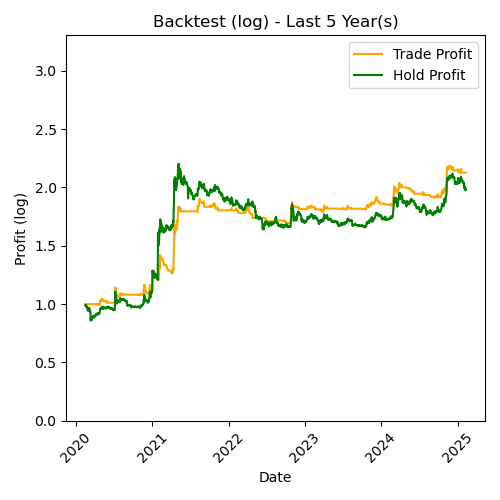 Backtest (log) - Last 5 Year(s)
Trade Profit
Hold Profit
Profit (log)
3.0
2.5
2.0
1.5
1.0
0.5
0.0
2020
2021
2022
2023
2024
2025
Date